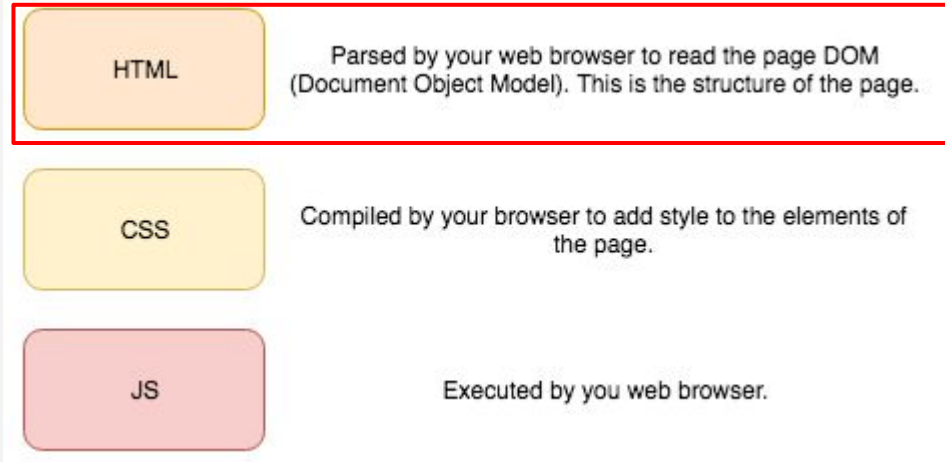 HTML
Parsed by your web browser to read the page DOM
(Document Object Model). This is the structure of the page.
CSS
Compiled by your browser to add style to the elements of
the page.
JS
Executed by you web browser.